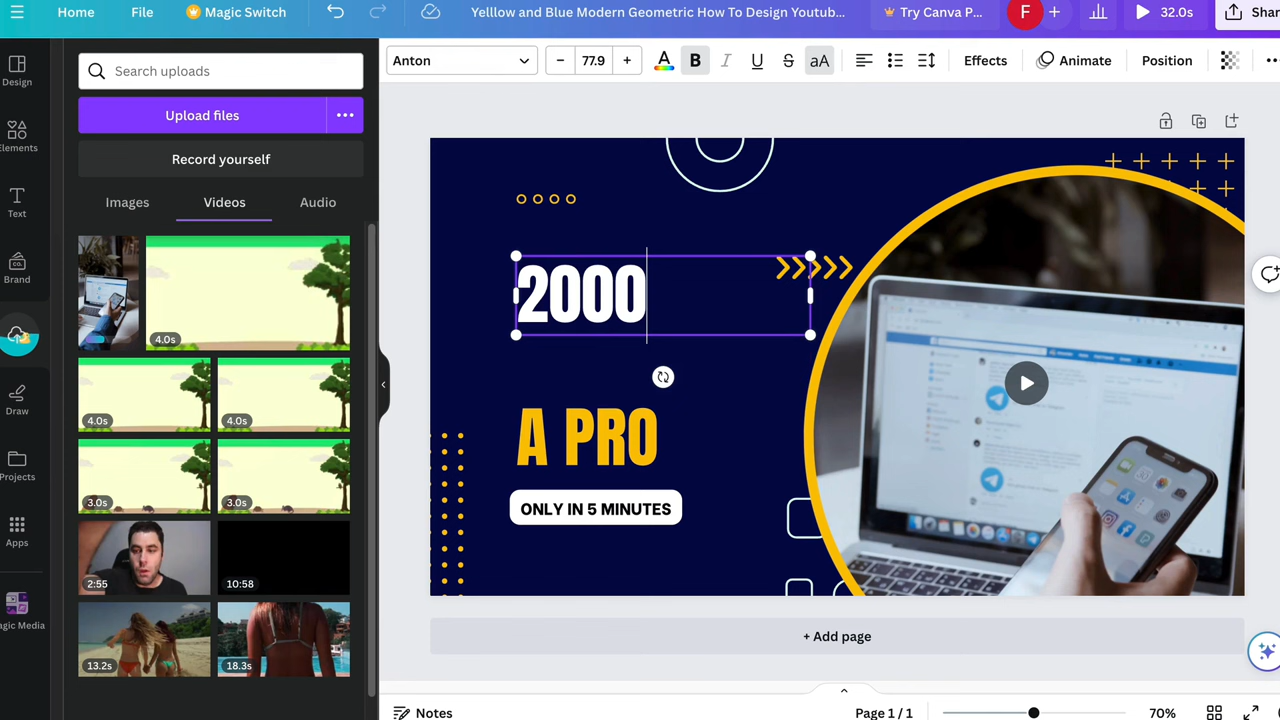 Home
File
Magic Switch
Yelllow and Blue Modern Geometric How To Design Youtub...
Try Canva P...
F
32.0s
Shar
Design
Elements
Text
Brand
Draw
Projects
Apps
agic Media
Search uploads
Upload files
Record yourself
Images
Videos
Audio
4.0s
4.0s
4.0s
3.0s
3.0s
2:55
10:58
13.2s
18.3s
Anton
77.9
A
B
I
U
S
aA
Effects
Animate
Position
2000
A PRO
ONLY IN 5 MINUTES
+ Add page
Notes
Page 1 / 1
70%